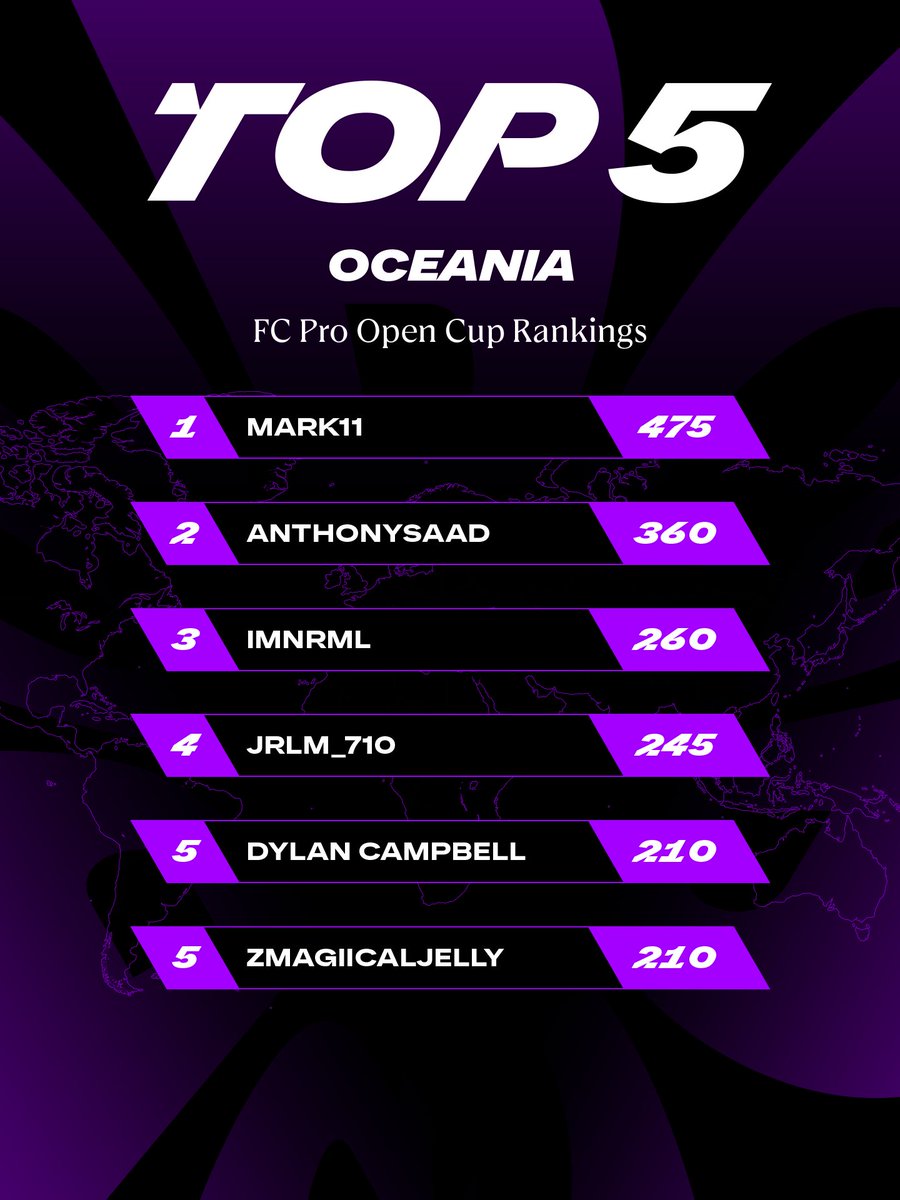 TOP 5
OCEANIA
FC Pro Open Cup Rankings
1 MARK11 475
2 ANTHONYSAAD 360
3 IMNRML 260
4 JRLM_710 245
5 DYLAN CAMPBELL 210
5 ZMAGIICALJELLY 210